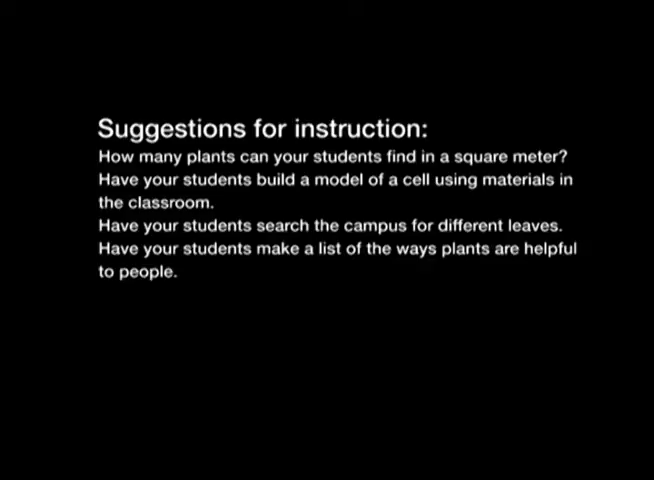 Suggestions for instruction:
How many plants can your students find in a square meter?
Have your students build a model of a cell using materials in
the classroom.
Have your students search the campus for different leaves.
Have your students make a list of the ways plants are helpful
to people.